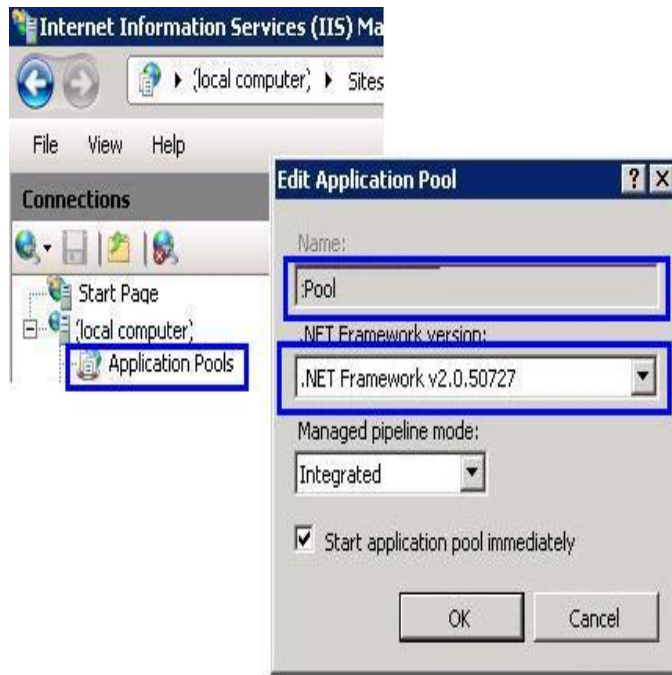 Internet Information Services (IIS) Ma
(local computer) Sites
File View Help
Connections
Start Page
(local computer)
Application Pools
Edit Application Pool
Name:
:Pool
.NET Framework version:
.NET Framework v2.0.50727
Managed pipeline mode:
Integrated
Start application pool immediately
OK Cancel